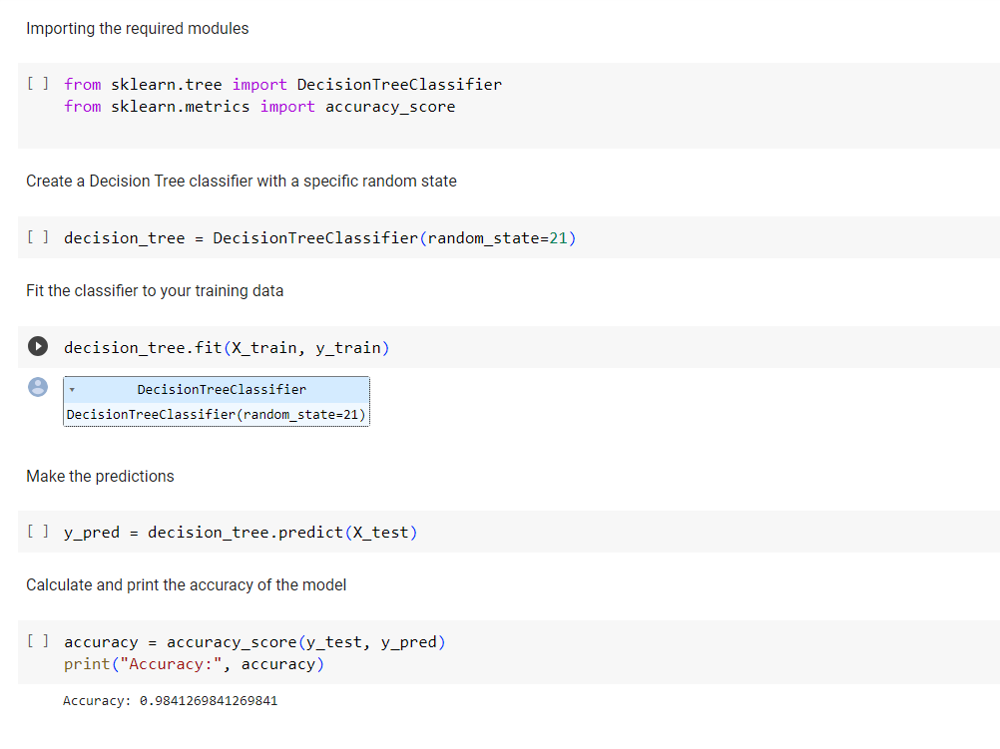 Importing the required modules
[ ] from sklearn.tree import DecisionTreeClassifier
from sklearn.metrics import accuracy_score
Create a Decision Tree classifier with a specific random state
[ ] decision_tree = DecisionTreeClassifier(random_state=21)
Fit the classifier to your training data
decision_tree.fit(X_train, y_train)
DecisionTreeClassifier
DecisionTreeClassifier(random_state=21)
Make the predictions
[ ] y_pred = decision_tree.predict(X_test)
Calculate and print the accuracy of the model
[ ] accuracy = accuracy_score(y_test, y_pred)
print("Accuracy:", accuracy)
Accuracy: 0.9841269841269841